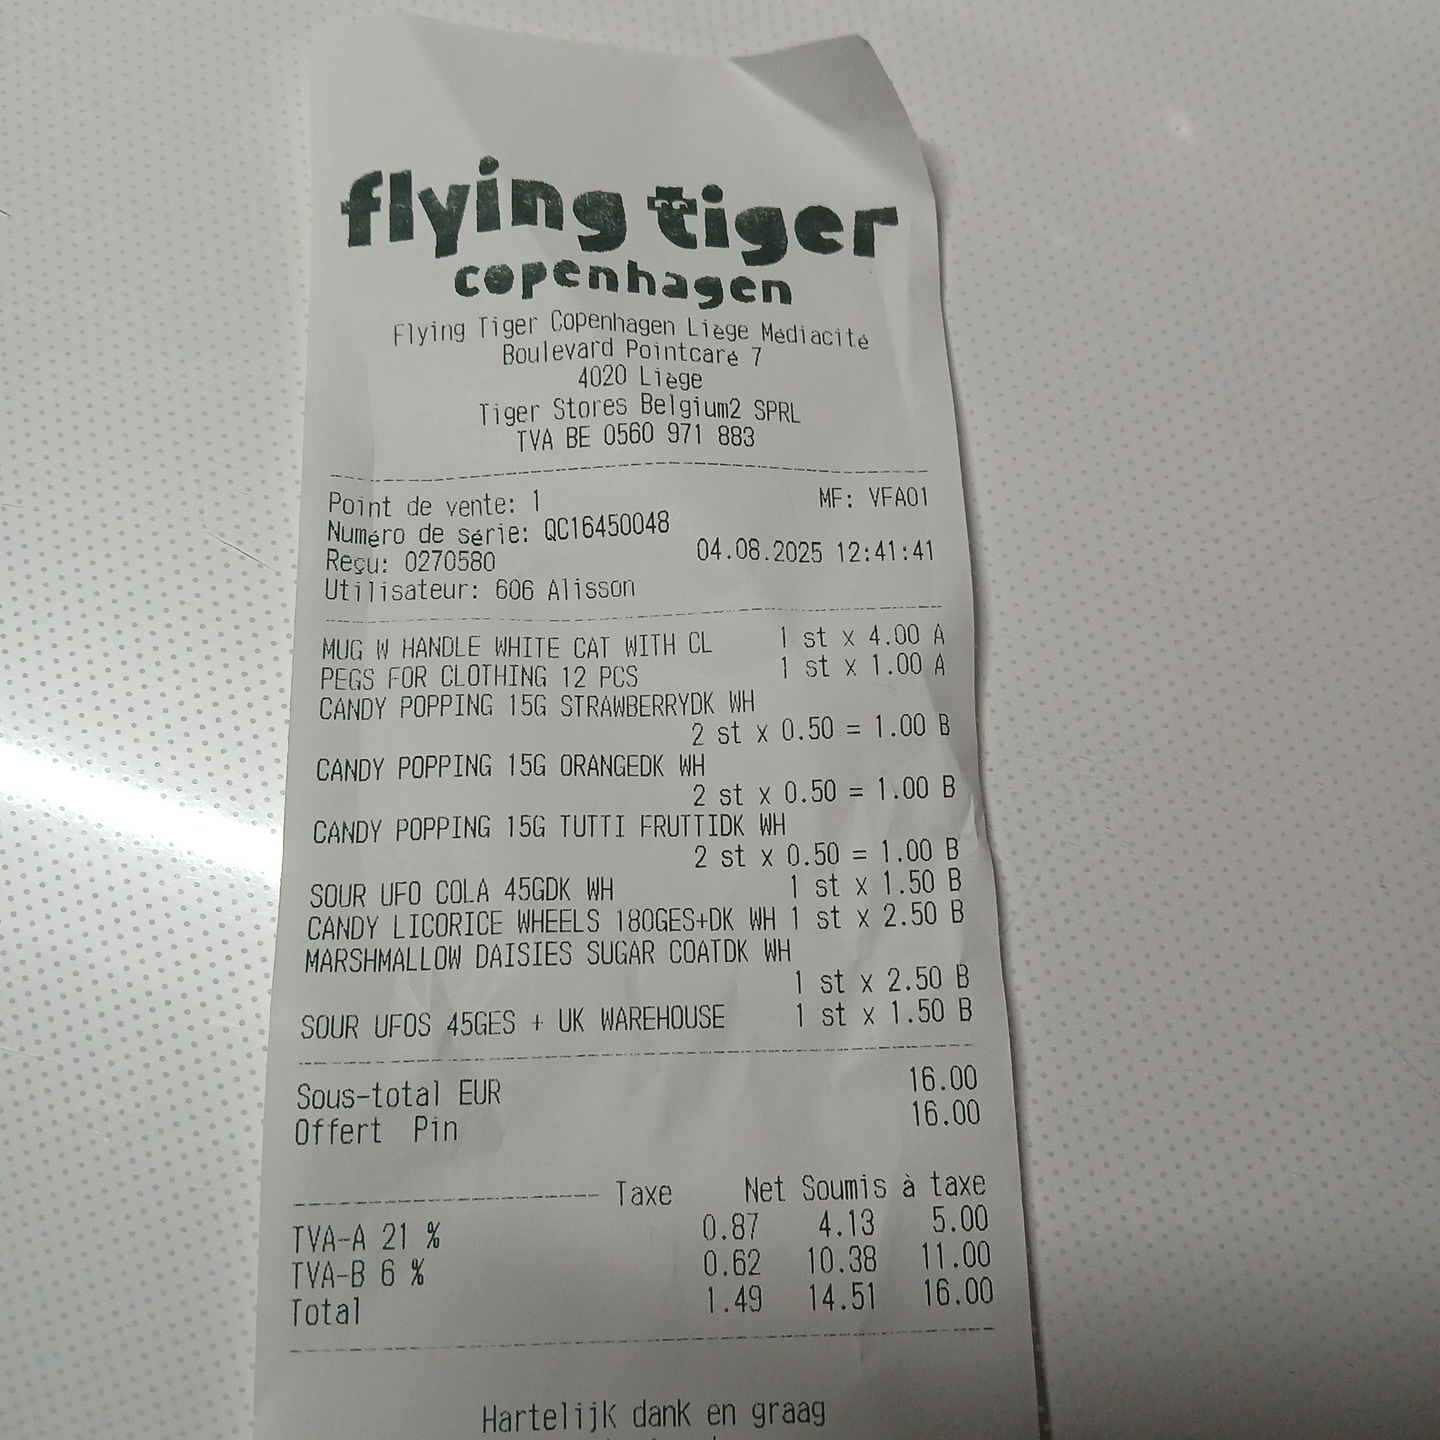 flying tiger
copenhagen
Flying Tiger Copenhagen Liège Médiacité
Boulevard Pointcaré 7
4020 Liège
Tiger Stores Belgium2 SPRL
TVA BE 0560 971 883
Point de vente: 1 MF: VFA01
Numéro de série: QC16450048
Reçu: 0270580 04.08.2025 12:41:41
Utilisateur: 606 Alisson
MUG W HANDLE WHITE CAT WITH CL 1 st x 4.00 A
PEGS FOR CLOTHING 12 PCS 1 st x 1.00 A
CANDY POPPING 15G STRAWBERRYDK WH
2 st x 0.50 = 1.00 B
CANDY POPPING 15G ORANGEDK WH
2 st x 0.50 = 1.00 B
CANDY POPPING 15G TUTTI FRUTTIDK WH
2 st x 0.50 = 1.00 B
SOUR UFO COLA 45GDK WH 1 st x 1.50 B
CANDY LICORICE WHEELS 180GES+DK WH 1 st x 2.50 B
MARSHMALLOW DAISIES SUGAR COATDK WH
1 st x 2.50 B
SOUR UFOS 45GES + UK WAREHOUSE 1 st x 1.50 B
Sous-total EUR 16.00
Offert Pin 16.00
Taxe Net Soumis à taxe
TVA-A 21 % 0.87 4.13 5.00
TVA-B 6 % 0.62 10.38 11.00
Total 1.49 14.51 16.00
Hartelijk dank en graag